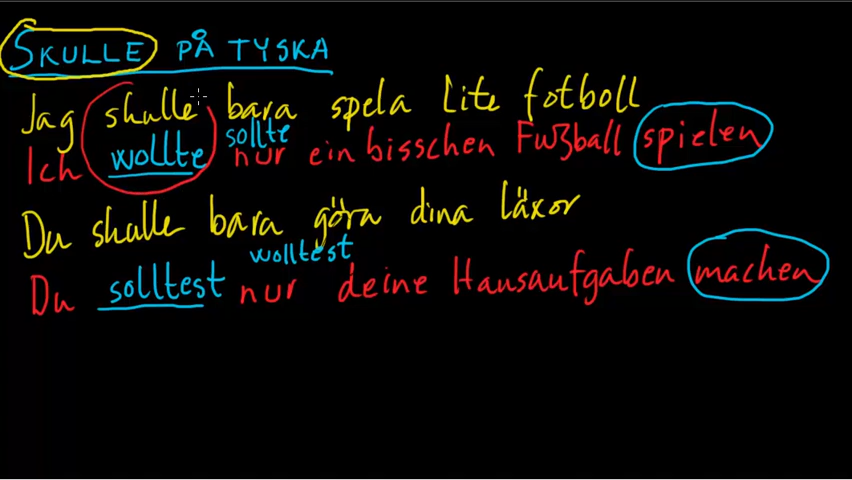 SKULLE PÅ TYSKA
Jag skulle bara spela lite fotboll
sollte
Ich wollte nur ein bisschen Fußball spielen
Du skulle bara göra dina läxor
wolltest
Du solltest nur deine Hausaufgaben machen